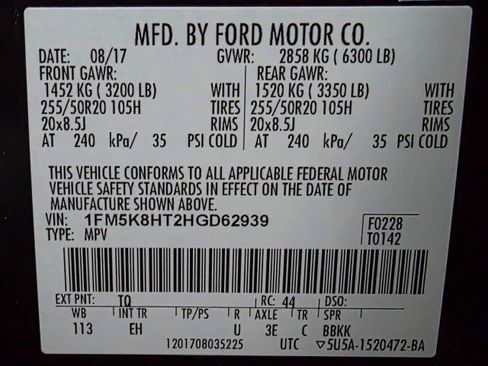 MFD. BY FORD MOTOR CO.
DATE: 08/17 GVWR: 2858 KG ( 6300 LB)
FRONT GAWR: REAR GAWR:
1452 KG ( 3200 LB) WITH 1520 KG ( 3350 LB) WITH
255/50R20 105H TIRES 255/50R20 105H TIRES
20x8.5J RIMS 20x8.5J RIMS
AT 240 kPa/ 35 PSI COLD AT 240 kPa/ 35 PSI COLD
THIS VEHICLE CONFORMS TO ALL APPLICABLE FEDERAL MOTOR
VEHICLE SAFETY STANDARDS IN EFFECT ON THE DATE OF
MANUFACTURE SHOWN ABOVE.
VIN: 1FM5K8HT2HGD62939 F0228
TYPE: MPV T0142
EXT PNT: TQ RC: 44 DSO:
WB INT TR TP/PS R AXLE TR SPR
113 EH U 3E C BBKK
1201708035225 UTC ▽5U5A-1520472-BA